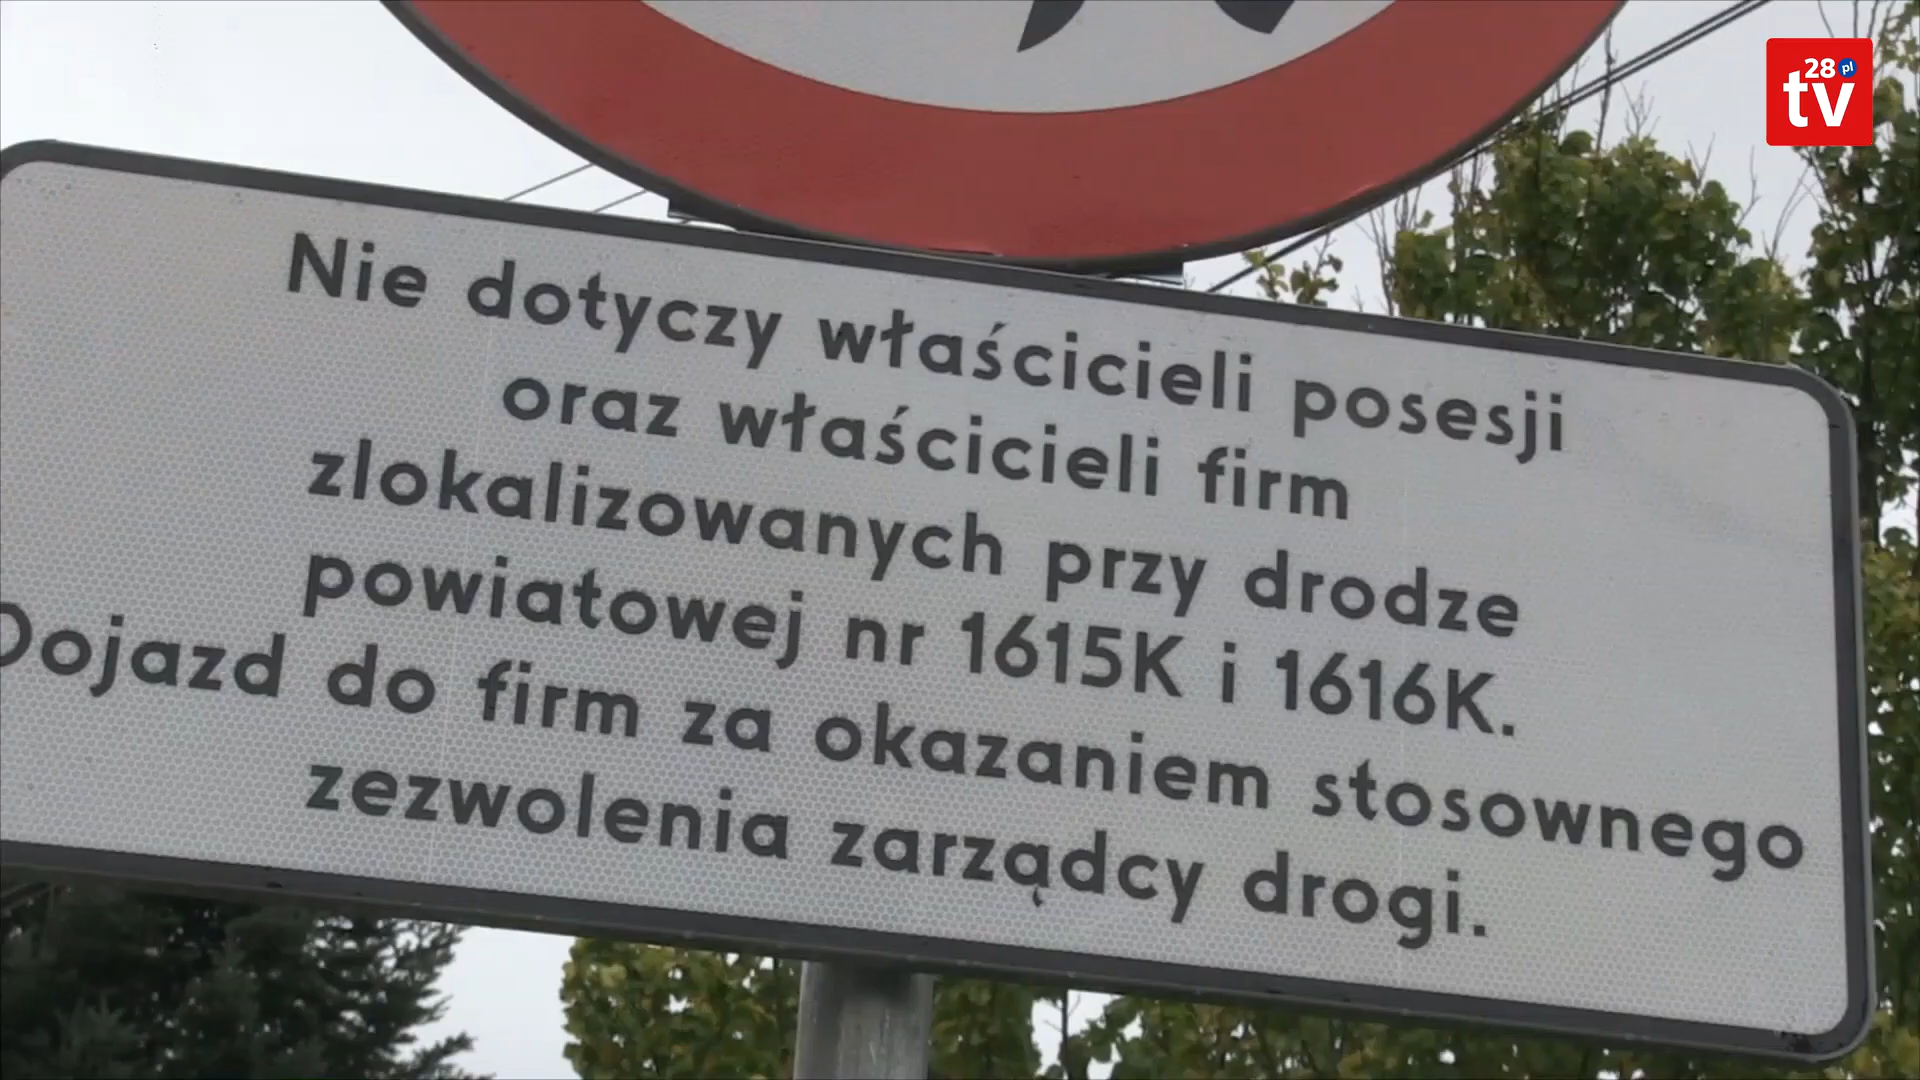 28 pl
tv
Nie dotyczy właścicieli posesji
oraz właścicieli firm
zlokalizowanych przy drodze
powiatowej nr 1615K i 1616K.
Dojazd do firm za okazaniem stosownego
zezwolenia zarządcy drogi.